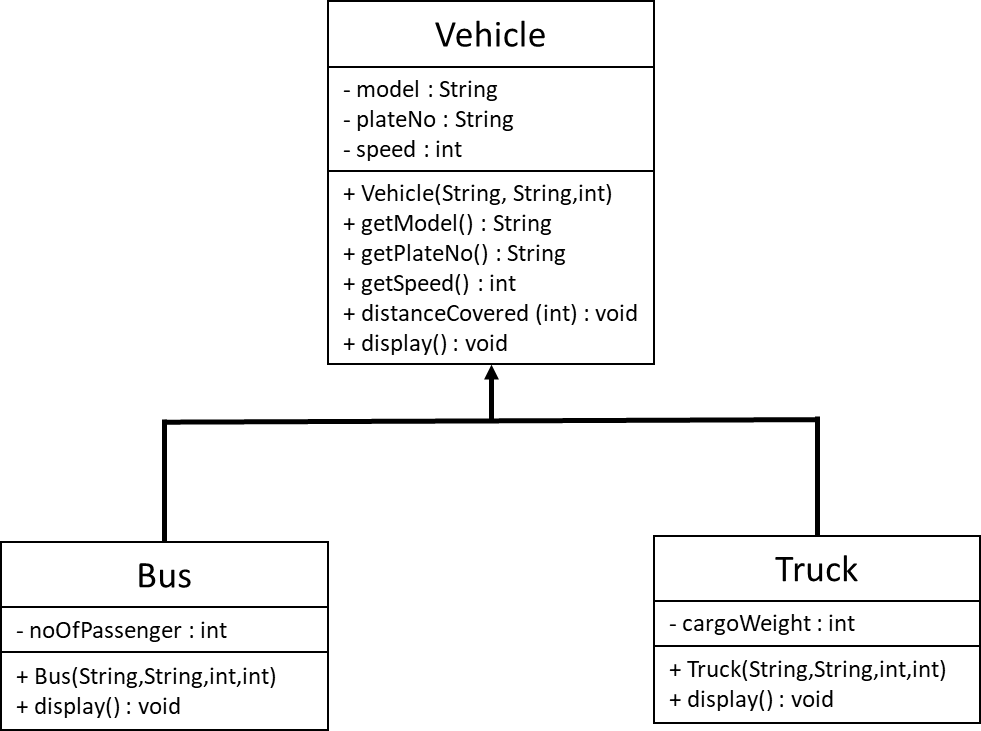 Vehicle
- model : String
- plateNo : String
- speed : int
+ Vehicle(String, String,int)
+ getModel() : String
+ getPlateNo() : String
+ getSpeed() : int
+ distanceCovered (int) : void
+ display() : void
Bus
- noOfPassenger : int
+ Bus(String,String,int,int)
+ display() : void
Truck
- cargoWeight : int
+ Truck(String,String,int,int)
+ display() : void